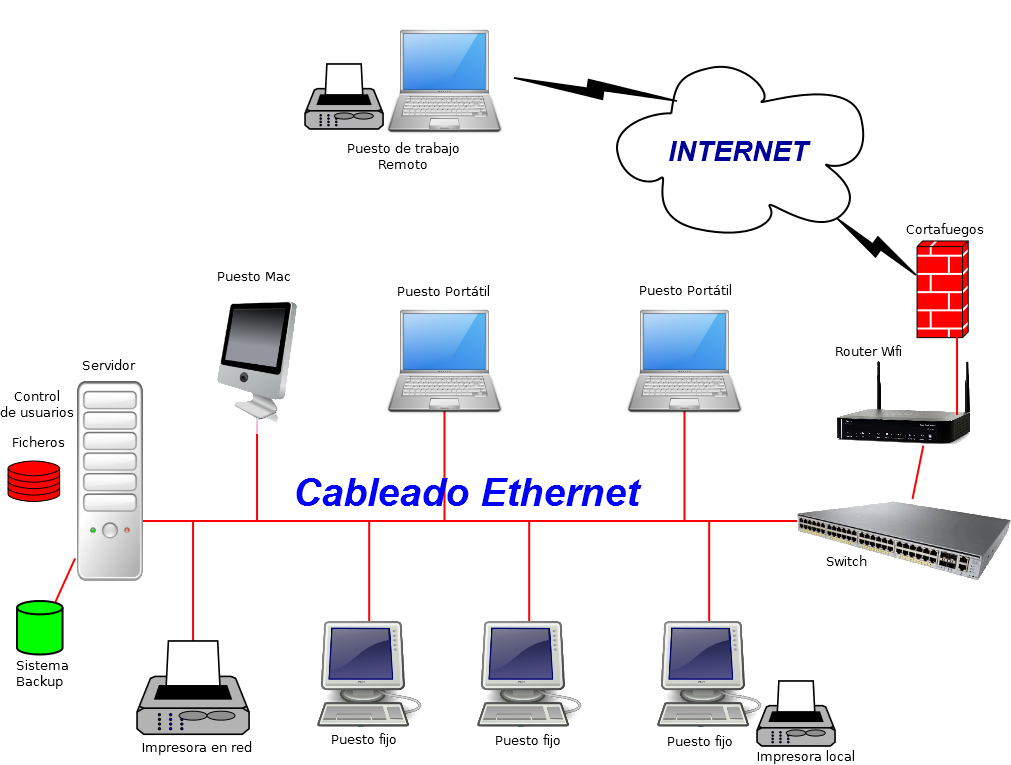 Puesto de trabajo
Remoto
INTERNET
Cortafuegos
Puesto Mac
Puesto Portátil
Puesto Portátil
Router Wifi
Servidor
Control
de usuarios
Ficheros
Cableado Ethernet
Switch
Sistema
Backup
Impresora en red
Puesto fijo
Puesto fijo
Puesto fijo
Impresora local